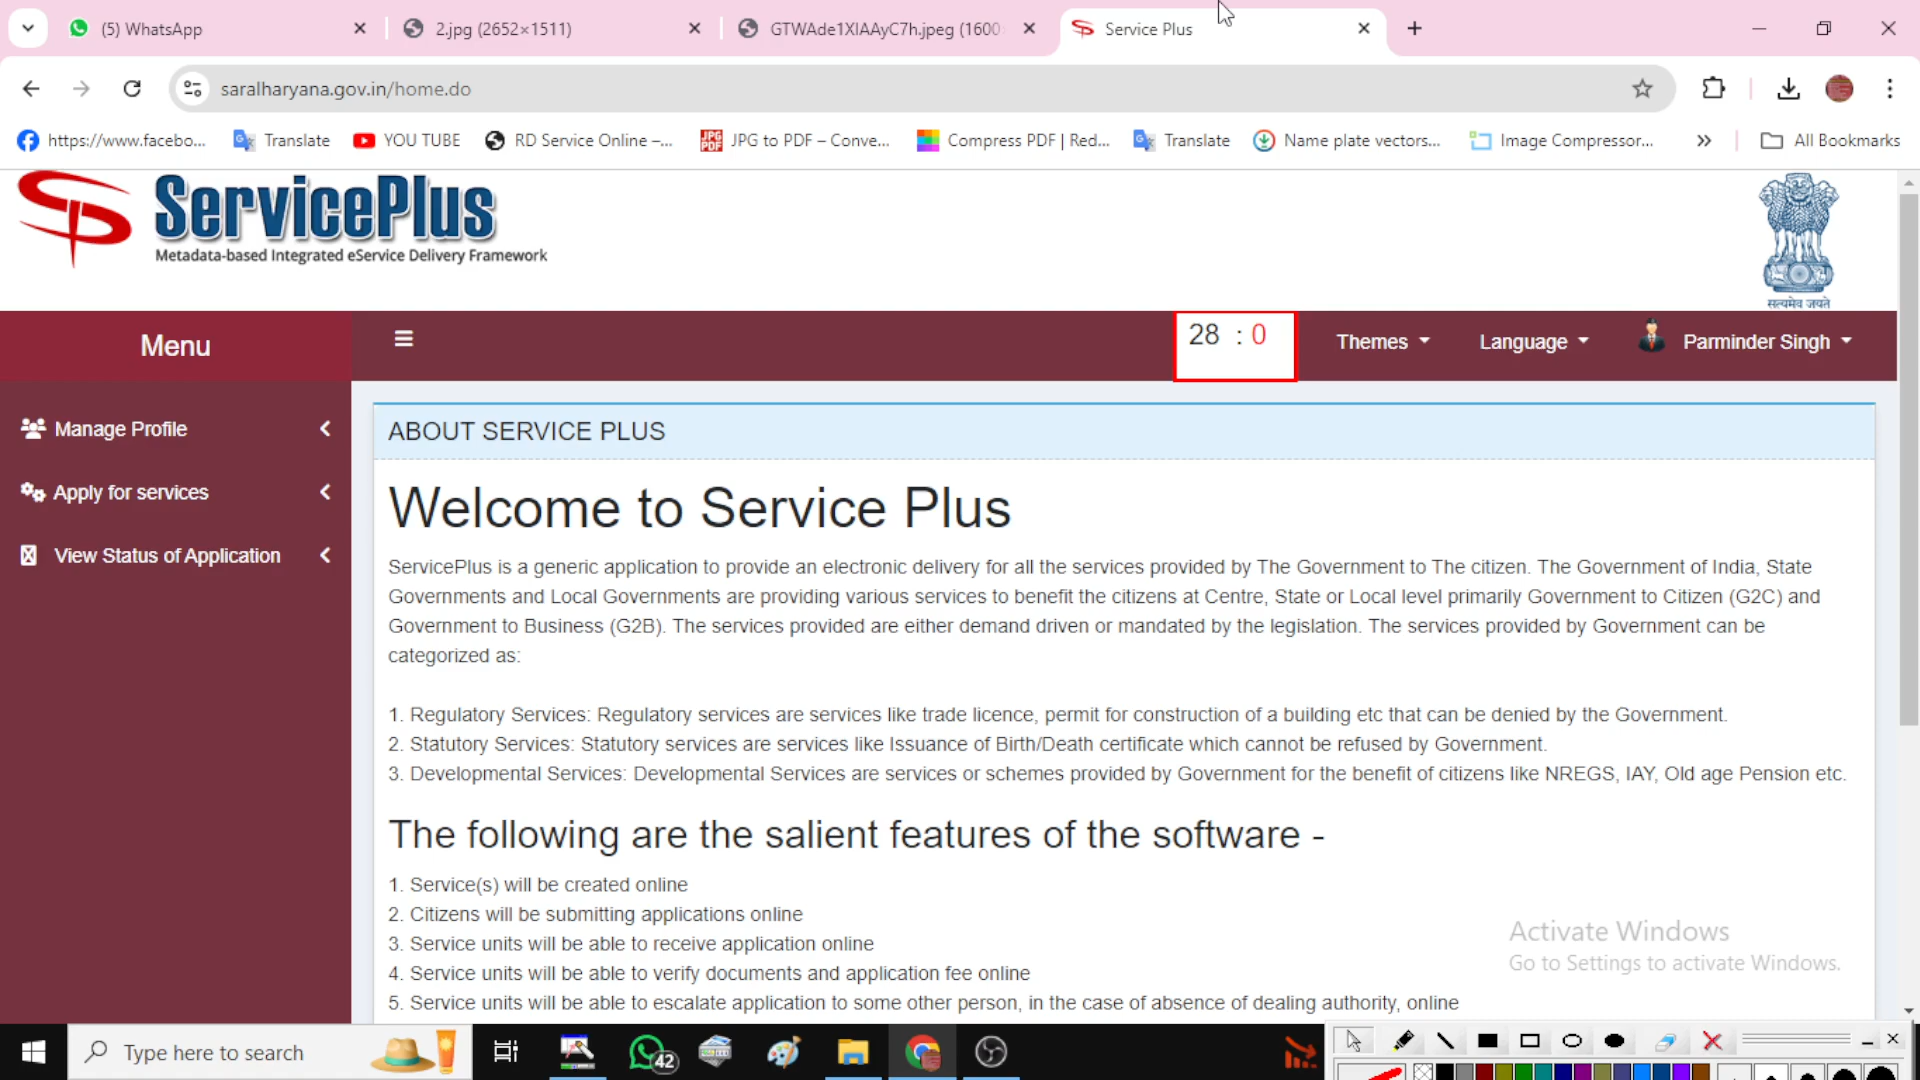 (5) WhatsApp
2.jpg (2652×1511)
GTWAde1XIAAyC7h.jpeg (1600
Service Plus
saralharyana.gov.in/home.do
https://www.facebo...
Translate
YOU TUBE
RD Service Online –...
JPG to PDF – Conve...
Compress PDF | Red...
Translate
Name plate vectors...
Image Compressor...
All Bookmarks
ServicePlus
Metadata-based Integrated eService Delivery Framework
सत्यमेव जयते
Menu
28 : 0
Themes
Language
Parminder Singh
Manage Profile
Apply for services
View Status of Application
ABOUT SERVICE PLUS
Welcome to Service Plus
ServicePlus is a generic application to provide an electronic delivery for all the services provided by The Government to The citizen. The Government of India, State
Governments and Local Governments are providing various services to benefit the citizens at Centre, State or Local level primarily Government to Citizen (G2C) and
Government to Business (G2B). The services provided are either demand driven or mandated by the legislation. The services provided by Government can be
categorized as:
1. Regulatory Services: Regulatory services are services like trade licence, permit for construction of a building etc that can be denied by the Government.
2. Statutory Services: Statutory services are services like Issuance of Birth/Death certificate which cannot be refused by Government.
3. Developmental Services: Developmental Services are services or schemes provided by Government for the benefit of citizens like NREGS, IAY, Old age Pension etc.
The following are the salient features of the software -
1. Service(s) will be created online
2. Citizens will be submitting applications online
3. Service units will be able to receive application online
4. Service units will be able to verify documents and application fee online
5. Service units will be able to escalate application to some other person, in the case of absence of dealing authority, online
Activate Windows
Go to Settings to activate Windows.
Type here to search
42